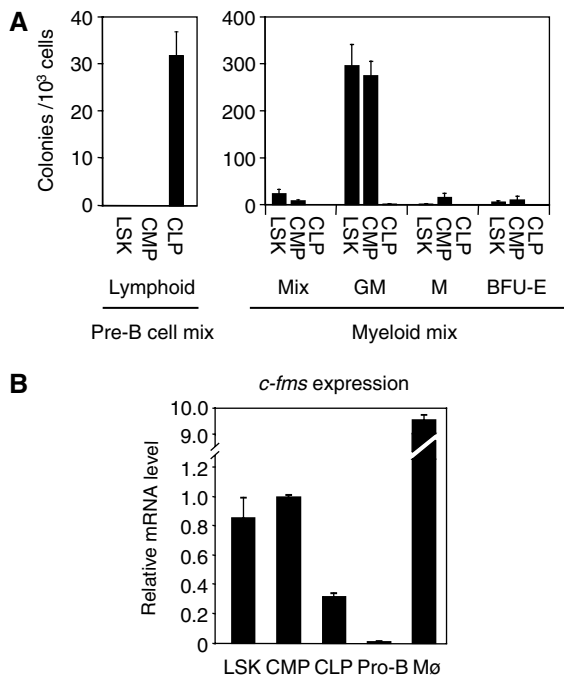 A
Colonies /10³ cells
40
30
20
10
0
400
300
200
100
0
LSK
CMP
CLP
LSK
CMP
CLP
LSK
CMP
CLP
LSK
CMP
CLP
LSK
CMP
CLP
Lymphoid
Mix GM M BFU-E
Pre-B cell mix
Myeloid mix
B
c-fms expression
Relative mRNA level
10.0
9.0
1.2
1.0
0.8
0.6
0.4
0.2
0
LSK CMP CLP Pro-B Mø